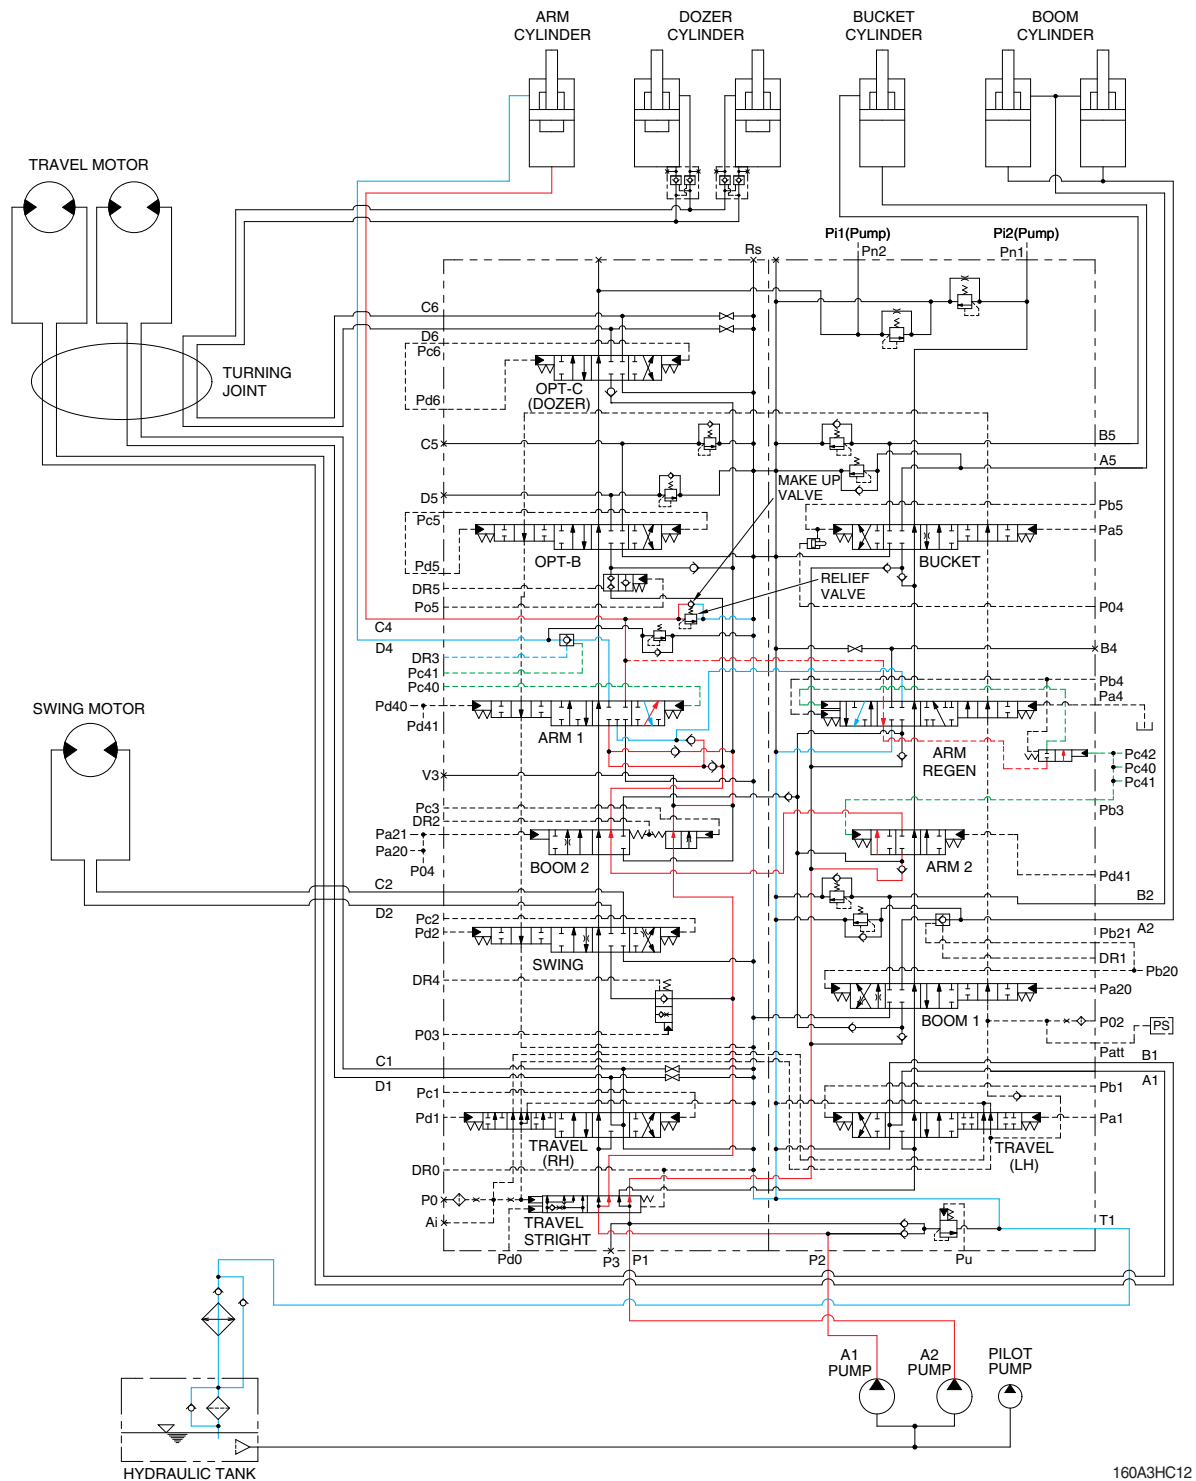 ARM
CYLINDER
DOZER
CYLINDER
BUCKET
CYLINDER
BOOM
CYLINDER
TRAVEL MOTOR
TURNING
JOINT
Pi1(Pump)
Pn2
Pi2(Pump)
Pn1
Rs
C6
D6
Pc6
Pd6
OPT-C
(DOZER)
C5
B5
A5
MAKE UP
VALVE
D5
Pc5
Pb5
Pa5
Pd5
OPT-B
BUCKET
DR5
Po5
RELIEF
VALVE
P04
C4
D4
B4
DR3
Pc41
Pc40
Pb4
Pa4
Pd40
Pd41
ARM 1
ARM
REGEN
SWING MOTOR
Pc42
Pc40
Pc41
V3
Pc3
DR2
Pb3
Pa21
Pa20
P04
BOOM 2
ARM 2
Pd41
C2
D2
B2
A2
Pc2
Pd2
Pb21
DR1
Pb20
SWING
DR4
Pa20
BOOM 1
P03
P02
PS
Patt
C1
D1
B1
A1
Pc1
Pb1
Pd1
Pa1
TRAVEL
(RH)
TRAVEL
(LH)
DR0
P0
Ai
TRAVEL
STRIGHT
T1
Pd0
P3
P1
P2
Pu
A1
PUMP
A2
PUMP
PILOT
PUMP
HYDRAULIC TANK
160A3HC12